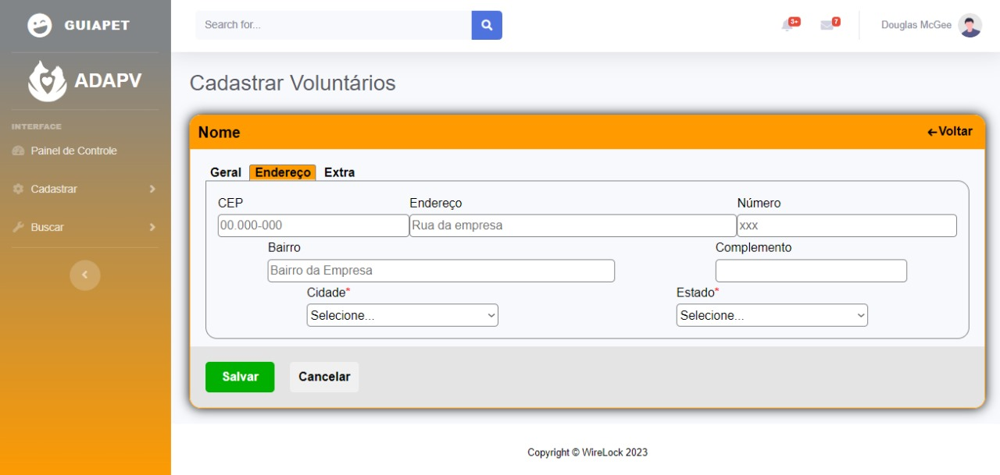 GUIAPET
Search for...
3+
7
Douglas McGee
ADAPV
INTERFACE
Painel de Controle
Cadastrar
Buscar
Cadastrar Voluntários
Nome
←Voltar
Geral Endereço Extra
CEP Endereço Número
00.000-000 Rua da empresa xxx
Bairro Complemento
Bairro da Empresa
Cidade* Estado*
Selecione... Selecione...
Salvar Cancelar
Copyright © WireLock 2023